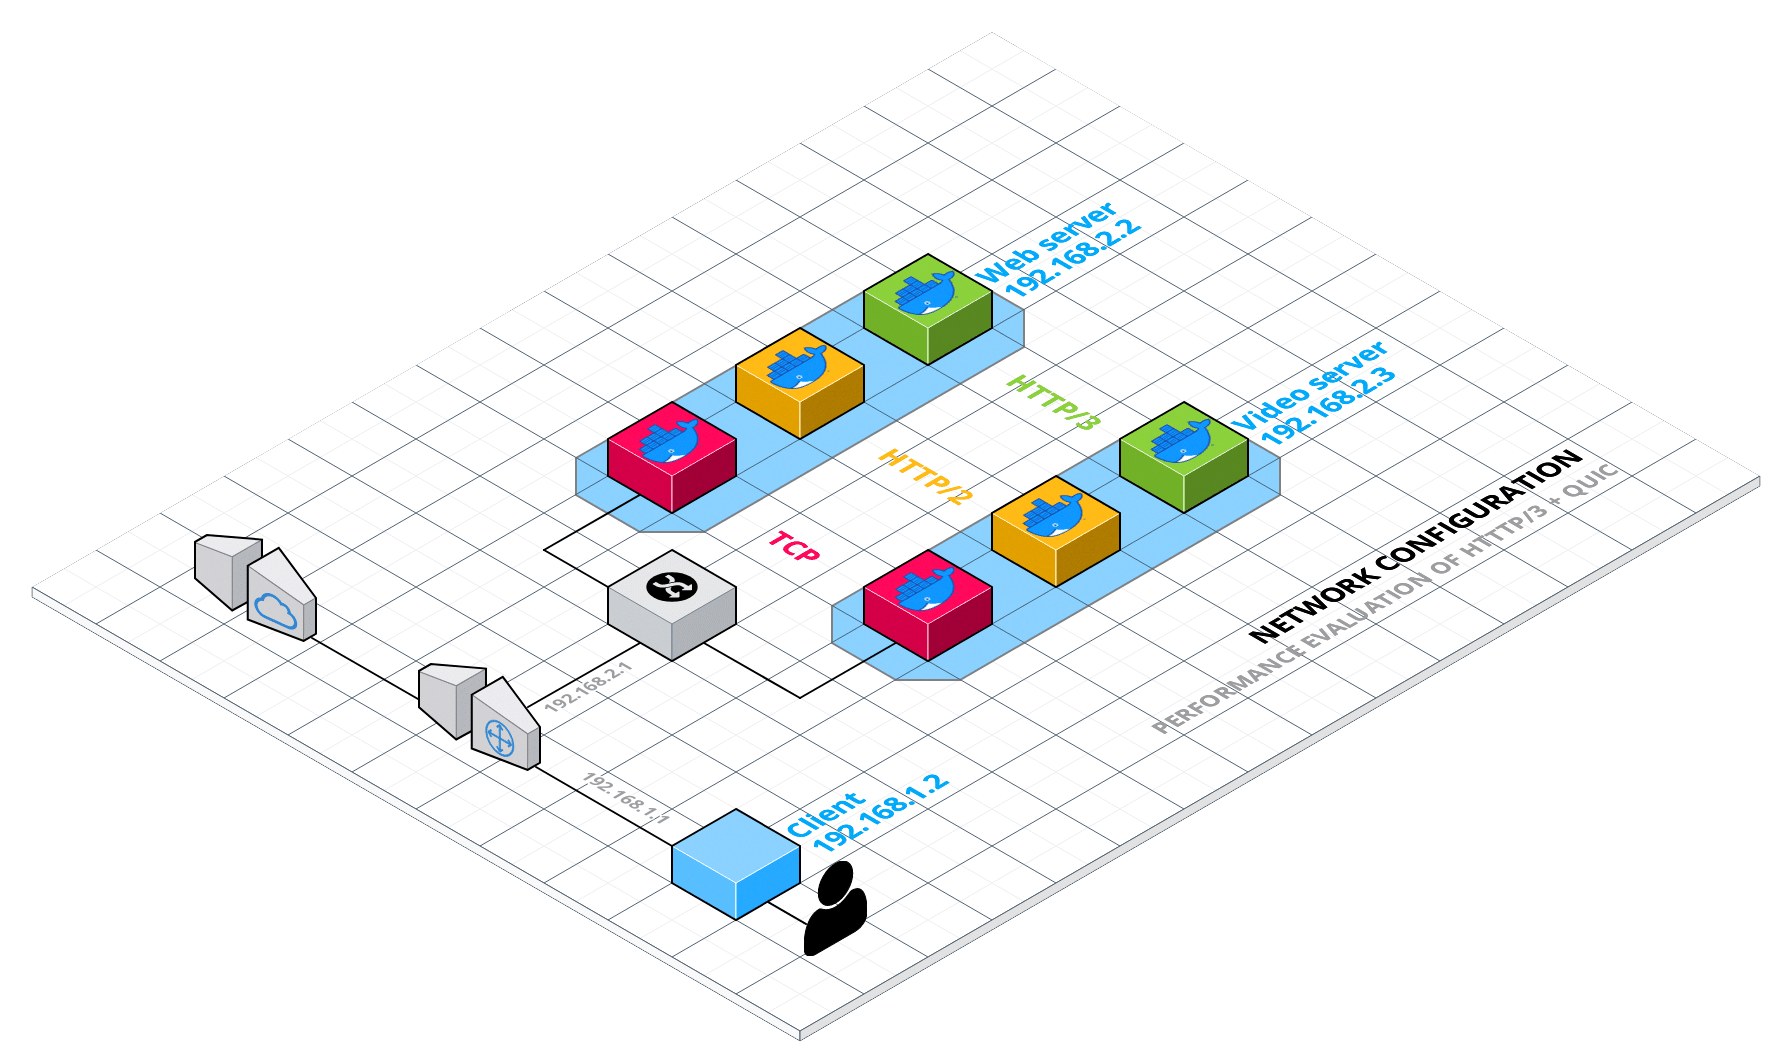 Web server
192.168.2.2
HTTP/3
Video server
192.168.2.3
HTTP/2
TCP
NETWORK CONFIGURATION
PERFORMANCE EVALUATION OF HTTP/3 + QUIC
192.168.2.1
192.168.1.1
Client
192.168.1.2